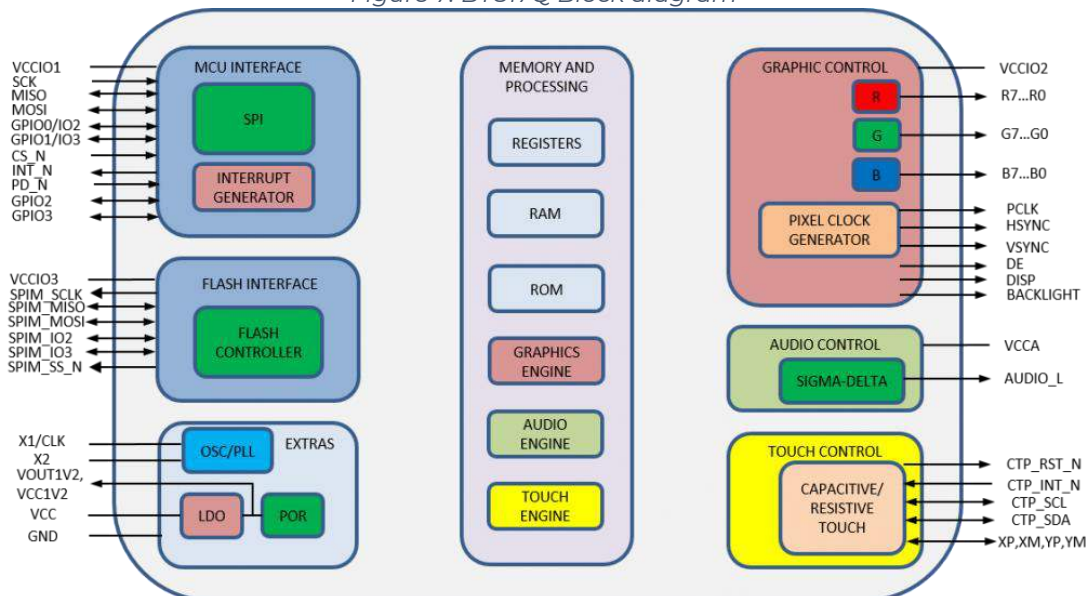 VCCIO1
SCK
MISO
MOSI
GPIO0/IO2
GPIO1/IO3
CS_N
INT_N
PD_N
GPIO2
GPIO3
MCU INTERFACE
SPI
INTERRUPT
GENERATOR
VCCIO3
SPIM_SCLK
SPIM_MISO
SPIM_MOSI
SPIM_IO2
SPIM_IO3
SPIM_SS_N
FLASH INTERFACE
FLASH
CONTROLLER
X1/CLK
X2
VOUT1V2,
VCC1V2
VCC
GND
OSC/PLL
EXTRAS
LDO
POR
MEMORY AND
PROCESSING
REGISTERS
RAM
ROM
GRAPHICS
ENGINE
AUDIO
ENGINE
TOUCH
ENGINE
GRAPHIC CONTROL
R
G
B
PIXEL CLOCK
GENERATOR
VCCIO2
R7...R0
G7...G0
B7...B0
PCLK
HSYNC
VSYNC
DE
DISP
BACKLIGHT
AUDIO CONTROL
SIGMA-DELTA
VCCA
AUDIO_L
TOUCH CONTROL
CAPACITIVE/
RESISTIVE
TOUCH
CTP_RST_N
CTP_INT_N
CTP_SCL
CTP_SDA
XP,XM,YP,YM